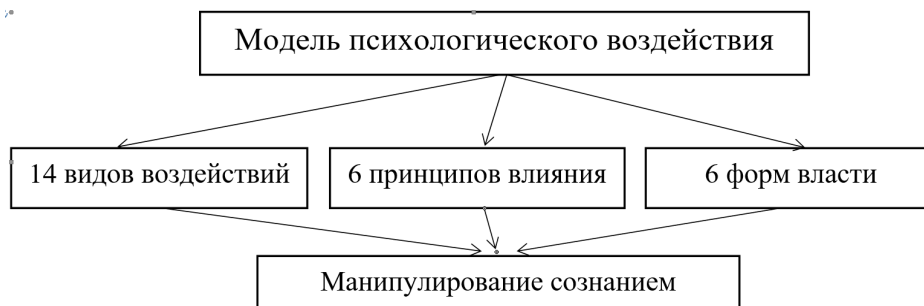 Модель психологического воздействия
14 видов воздействий
6 принципов влияния
6 форм власти
Манипулирование сознанием